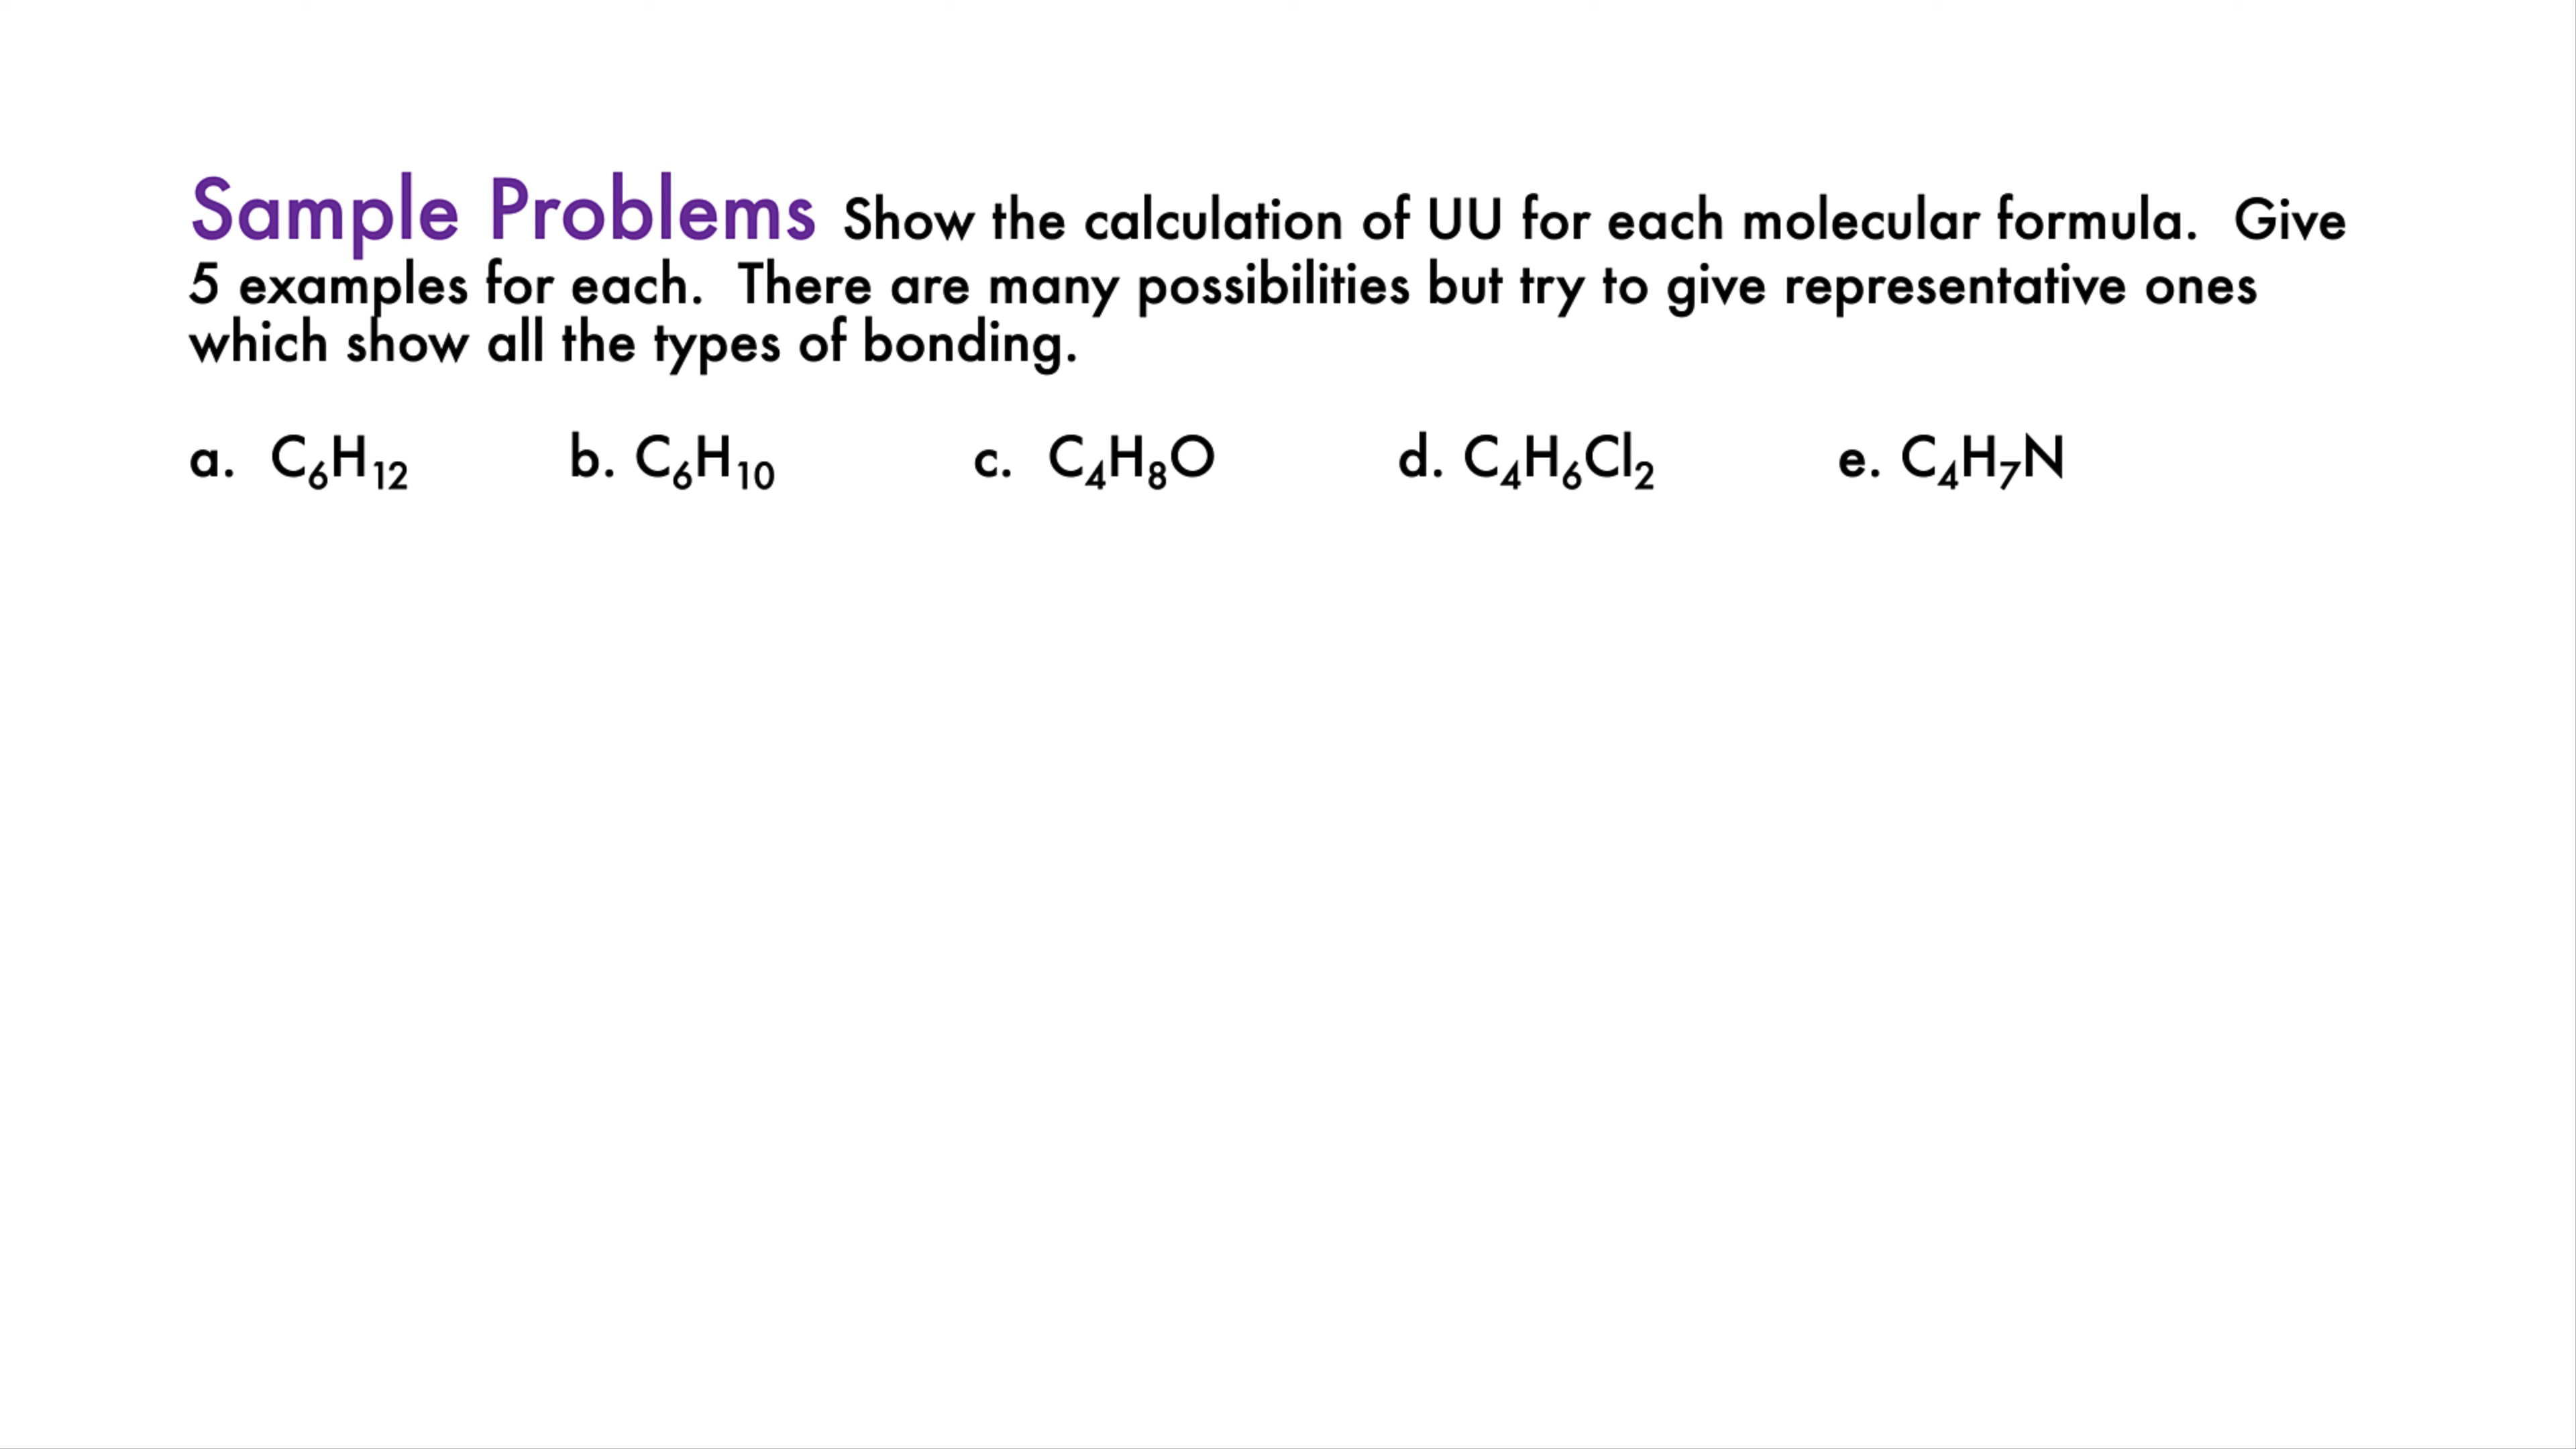 Sample Problems Show the calculation of UU for each molecular formula. Give
5 examples for each. There are many possibilities but try to give representative ones
which show all the types of bonding.
a. C₆H₁₂ b. C₆H₁₀ c. C₄H₈O d. C₄H₆Cl₂ e. C₄H₇N